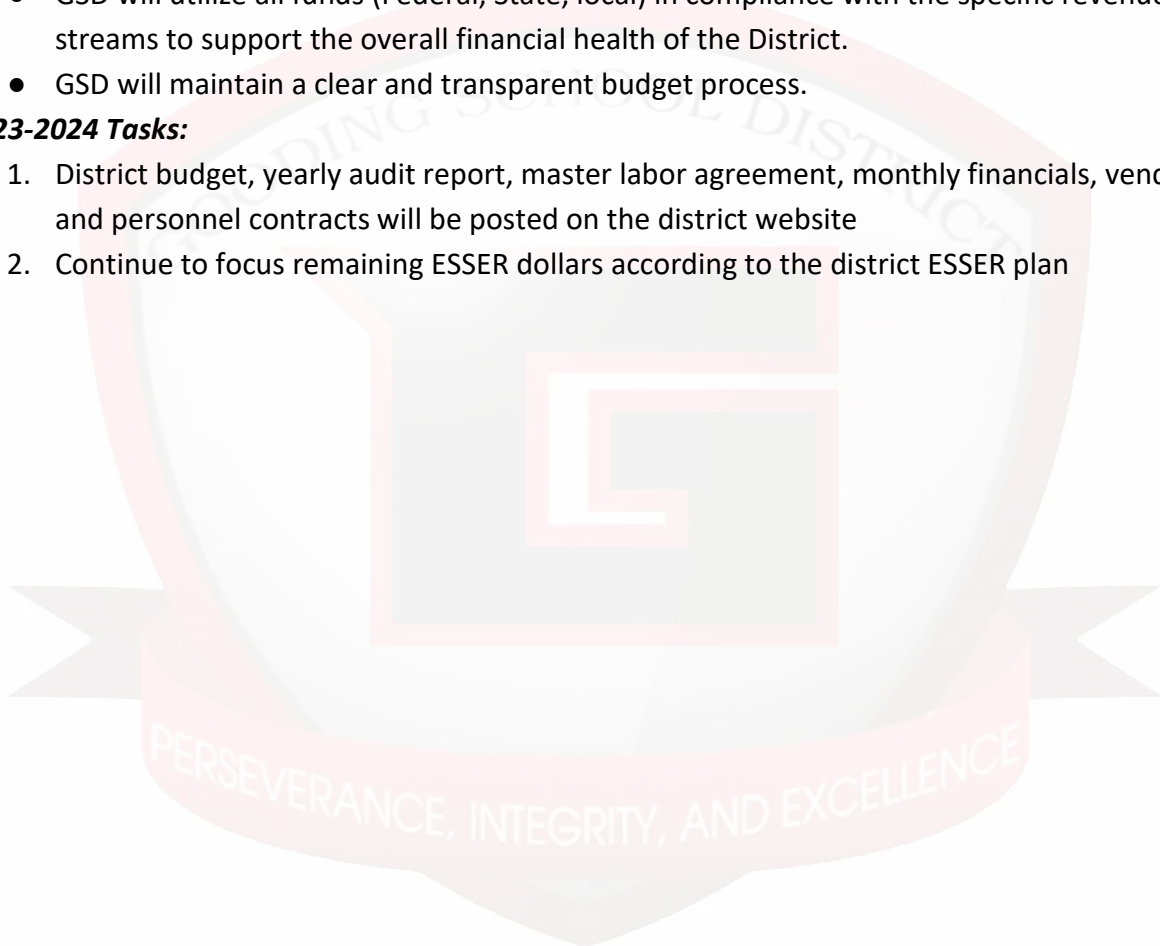 GSD will utilize all funds (Federal, State, local) in compliance with the specific revenue
streams to support the overall financial health of the District.
● GSD will maintain a clear and transparent budget process.
23-2024 Tasks:
1. District budget, yearly audit report, master labor agreement, monthly financials,
and personnel contracts will be posted on the district website
2. Continue to focus remaining ESSER dollars according to the district ESSER plan
GOODING SCHOOL DISTRICT
G
PERSEVERANCE, INTEGRITY, AND EXCELLENCE